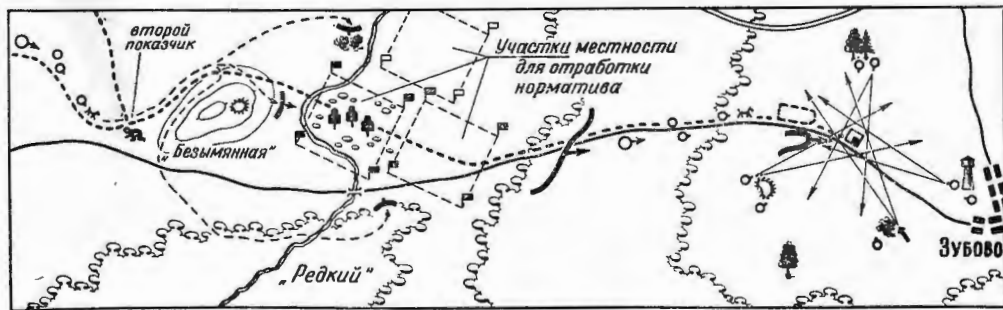 второй
показчик
Участки местности
для отработки
норматива
„Безымянная"
„Редкий"
Зубово